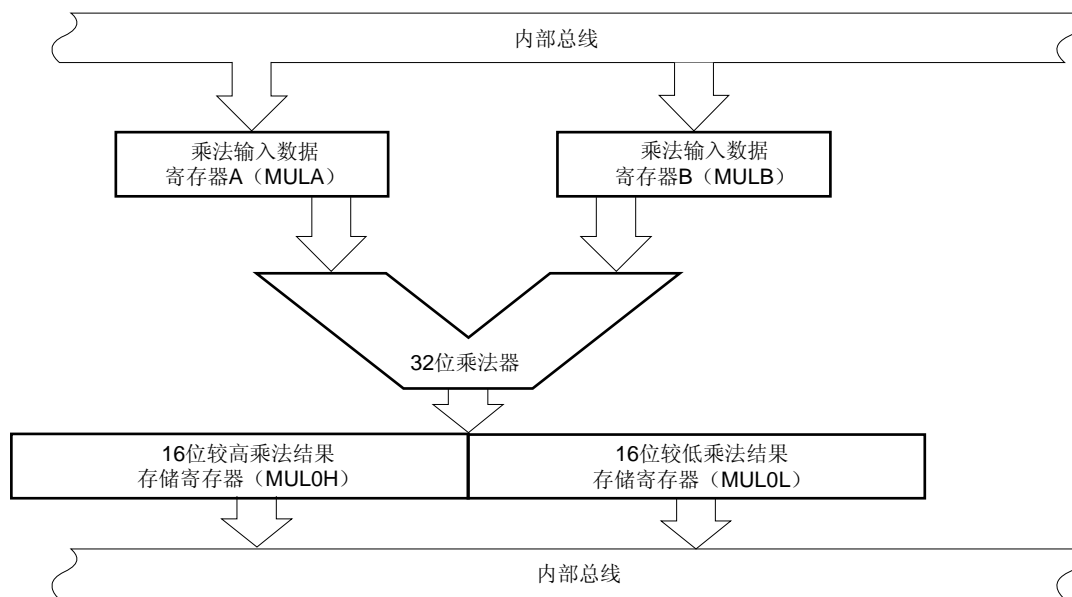 内部总线
乘法输入数据
寄存器A（MULA）
乘法输入数据
寄存器B（MULB）
32位乘法器
16位较高乘法结果
存储寄存器（MUL0H）
16位较低乘法结果
存储寄存器（MUL0L）
内部总线